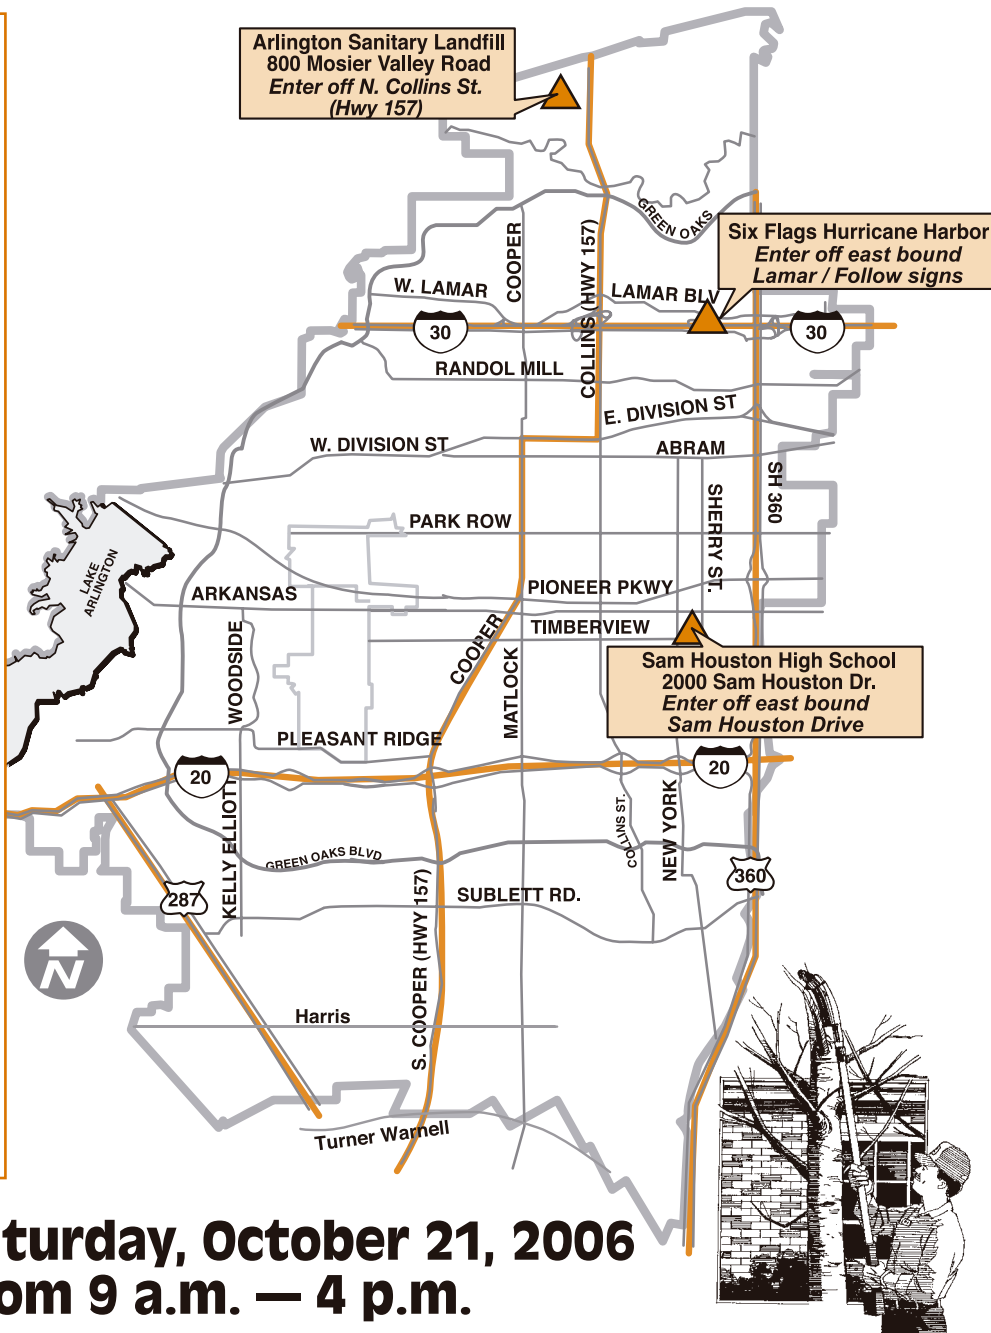 Arlington Sanitary Landfill
800 Mosier Valley Road
Enter off N. Collins St.
(Hwy 157)
GREEN OAKS
Six Flags Hurricane Harbor
Enter off east bound
Lamar / Follow signs
COOPER
COLLINS (HWY 157)
W. LAMAR
LAMAR BLV
30
30
RANDOL MILL
E. DIVISION ST
W. DIVISION ST
ABRAM
SH 360
SHERRY ST.
PARK ROW
LAKE
ARLINGTON
ARKANSAS
PIONEER PKWY
TIMBERVIEW
COOPER
WOODSIDE
MATLOCK
Sam Houston High School
2000 Sam Houston Dr.
Enter off east bound
Sam Houston Drive
PLEASANT RIDGE
20
20
KELLY ELLIOTT
COLLINS ST.
NEW YORK
GREEN OAKS BLVD
360
287
SUBLETT RD.
S. COOPER (HWY 157)
N
Harris
Turner Warnell
turday, October 21, 2006
om 9 a.m. — 4 p.m.